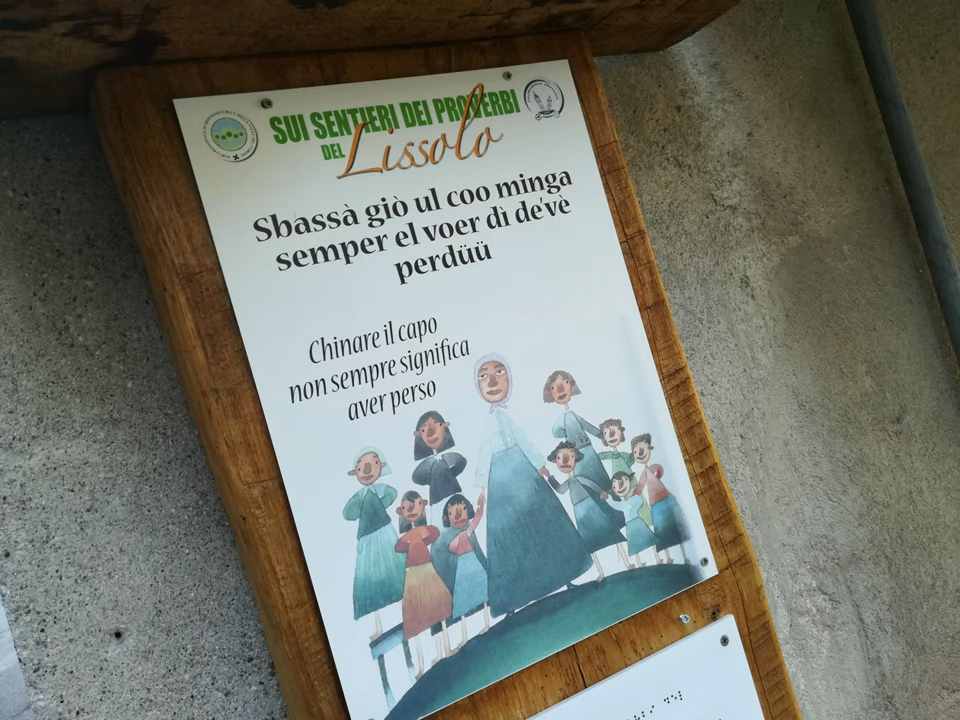 SUI SENTIERI DEI PROVERBI
DEL Lissolo
Sbassà giò ul coo minga
semper el voer dì de'vè
perdüü
Chinare il capo
non sempre significa
aver perso